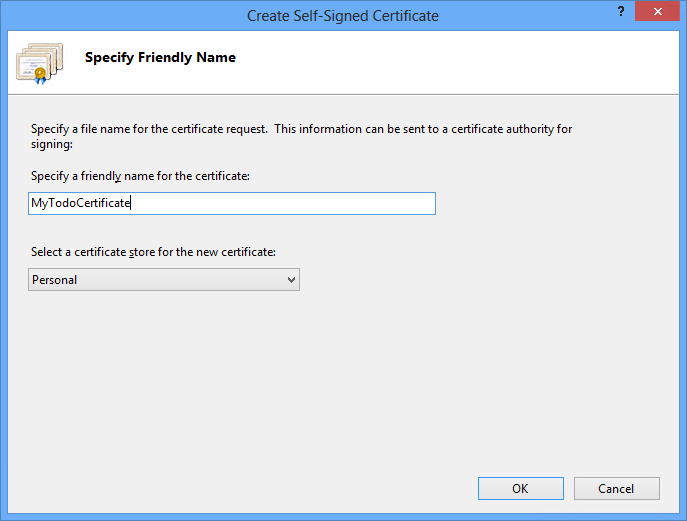 Create Self-Signed Certificate
?
Specify Friendly Name
Specify a file name for the certificate request.  This information can be sent to a certificate authority for
signing:
Specify a friendly name for the certificate:
MyTodoCertificate
Select a certificate store for the new certificate:
Personal
OK
Cancel